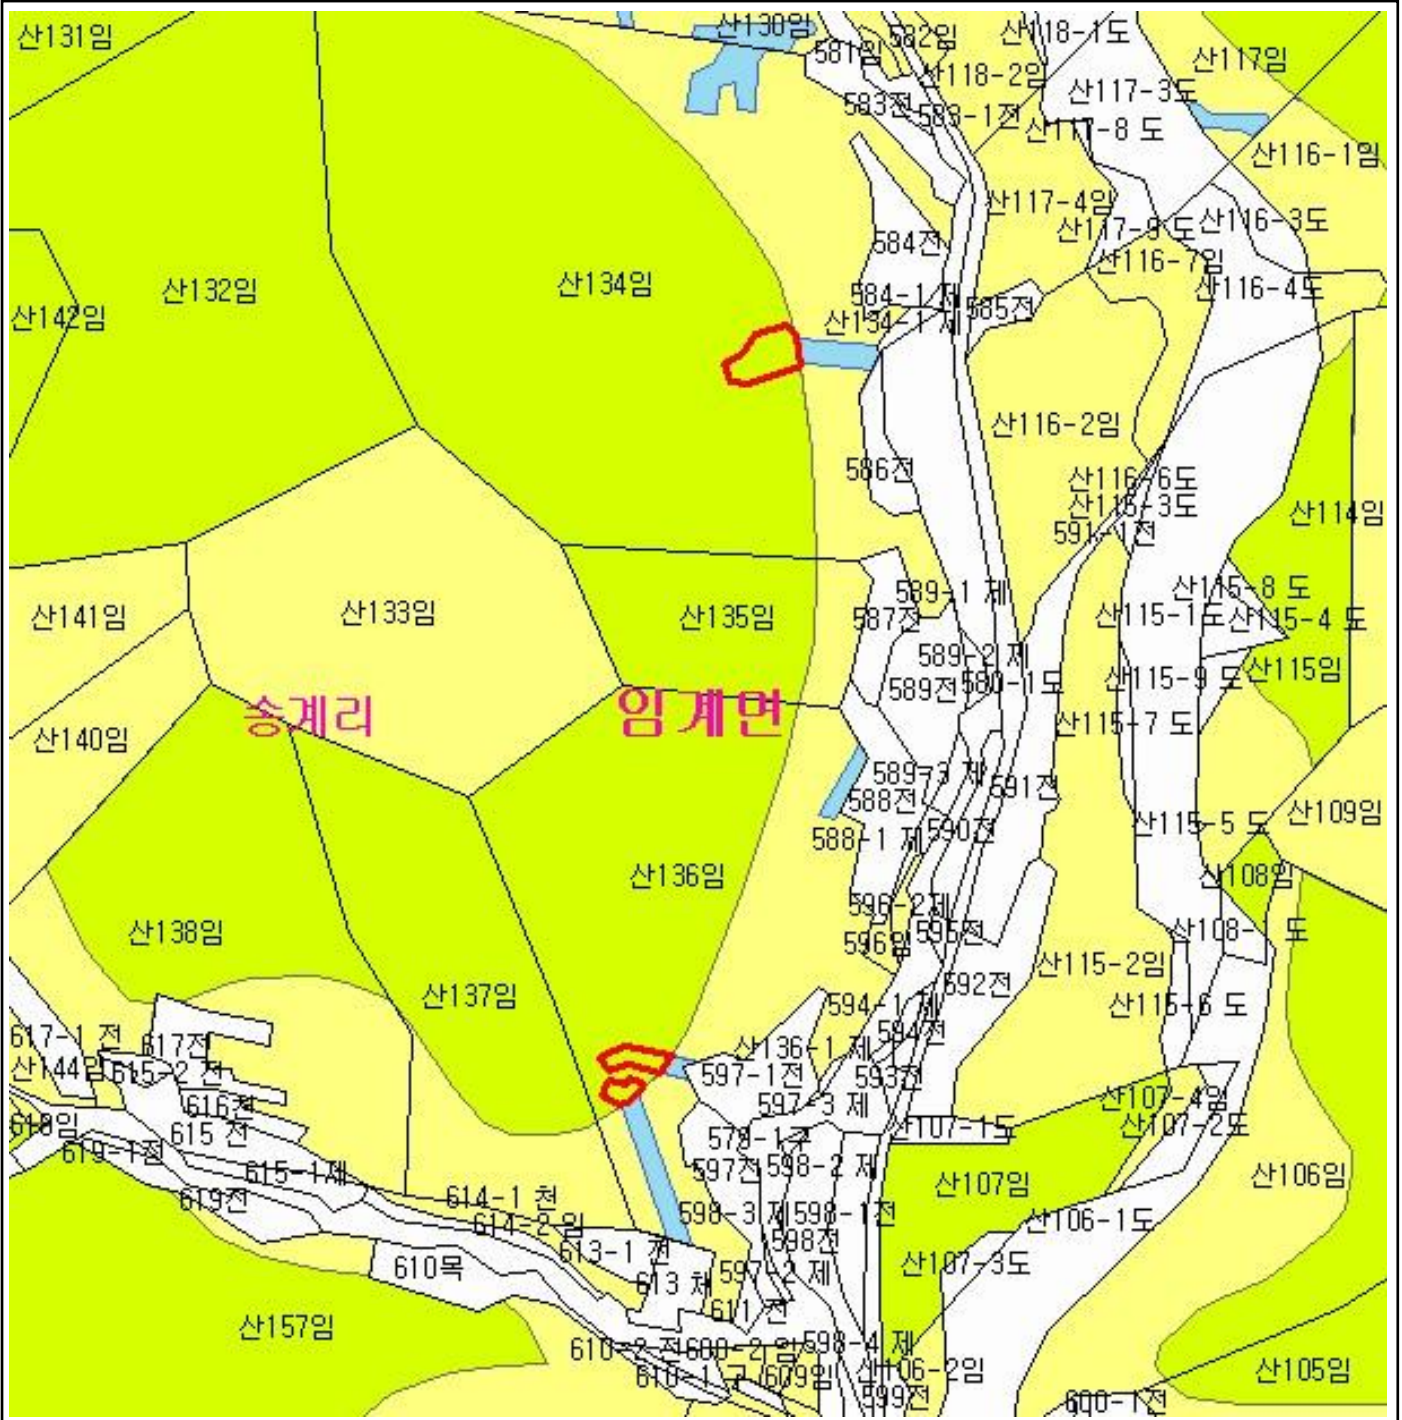 산130임
산131임
582임
산118-1도
581임
산117임
산118-2임
산117-3도
583전
583-1전
산117-8 도
산116-1임
산117-4임
산116-3도
산117-9 도
584전
산116-7임
산134임
산132임
산116-4도
584-1 제
585전
산142임
산134-1 제
산116-2임
586전
산116-6도
산115-3도
산114임
591-1전
산115-8 도
589-1 제
산133임
산141임
산135임
587전
산115-1도
산115-4 도
589-2 제
산115임
580-1도
산115-9 도
589전
임계면
송계리
산115-7 도
산140임
589-3 제
591전
588전
산109임
590전
산115-5 도
588-1 제
산136임
산108임
596-2제
산138임
595전
산108-1 도
596임
산115-2임
592전
산137임
594-1 제
산115-6 도
594전
617-1 전
617전
산136-1 제
산144임
615-2 전
597-1전
593전
616전
597-3 제
산107-4임
618임
산107-1도
산107-2도
615 전
578-1구
619-1전
597전
598-2 제
615-1제
산106임
산107임
619전
614-1 천
598-3 제
598-1전
614-2 임
산106-1도
598전
613-1 전
610목
산107-3도
597-2 제
613 체
611 전
산157임
598-4 제
610-2 전
600-2 임
산106-2임
산105임
610-1 구
609임
599전
600-1전